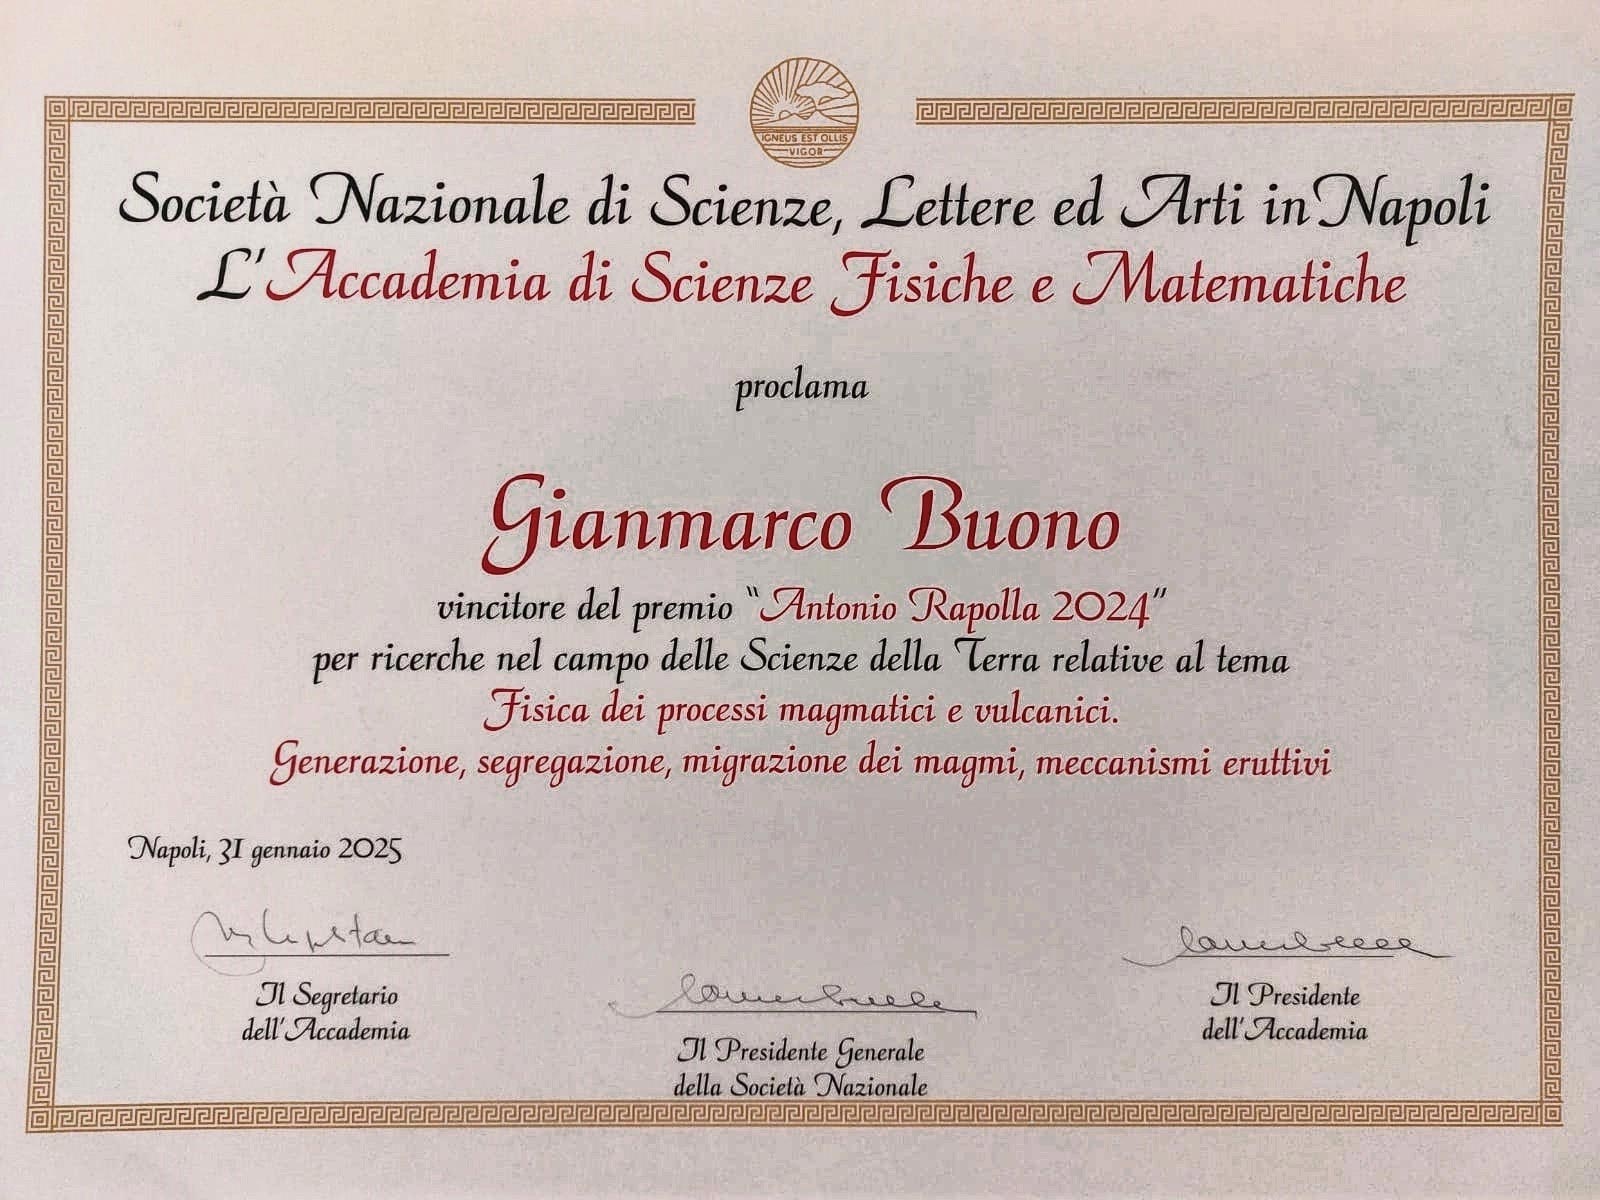 IGNEUS EST OLLIS
VIGOR
Società Nazionale di Scienze, Lettere ed Arti in Napoli
L'Accademia di Scienze Fisiche e Matematiche
proclama
Gianmarco Buono
vincitore del premio "Antonio Rapolla 2024"
per ricerche nel campo delle Scienze della Terra relative al tema
Fisica dei processi magmatici e vulcanici.
Generazione, segregazione, migrazione dei magmi, meccanismi eruttivi
Napoli, 31 gennaio 2025
Il Segretario
dell'Accademia
Il Presidente Generale
della Società Nazionale
Il Presidente
dell'Accademia